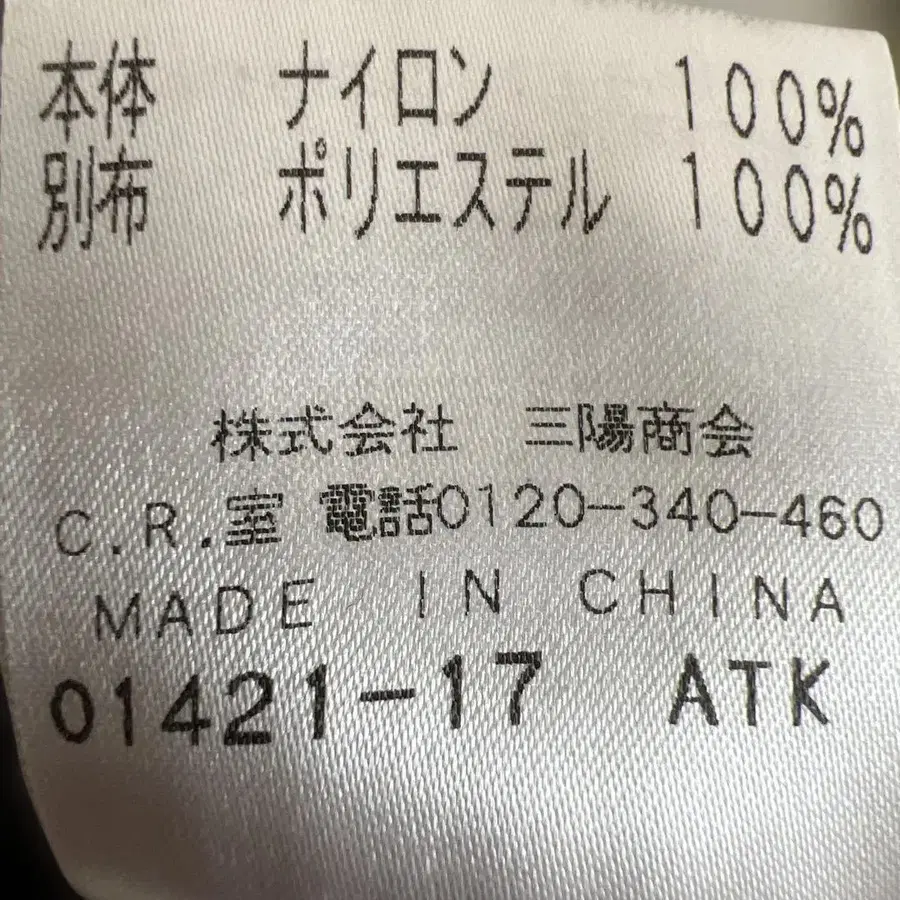 本体 ナイロン 100%
別布 ポリエステル 100%
株式会社 三陽商会
C.R.室 電話0120-340-460
MADE IN CHINA
01421-17 ATK